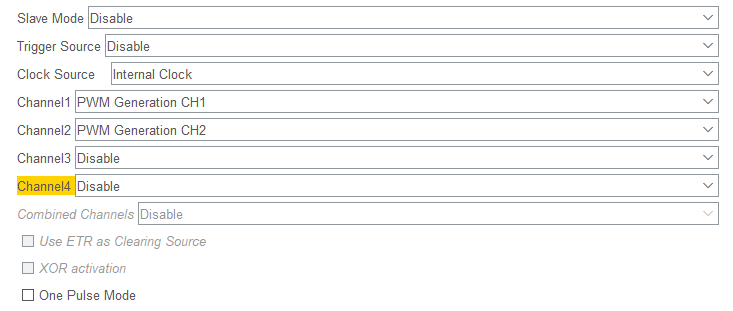 Slave Mode Disable
Trigger Source Disable
Clock Source Internal Clock
Channel1 PWM Generation CH1
Channel2 PWM Generation CH2
Channel3 Disable
Channel4 Disable
Combined Channels Disable
Use ETR as Clearing Source
XOR activation
One Pulse Mode